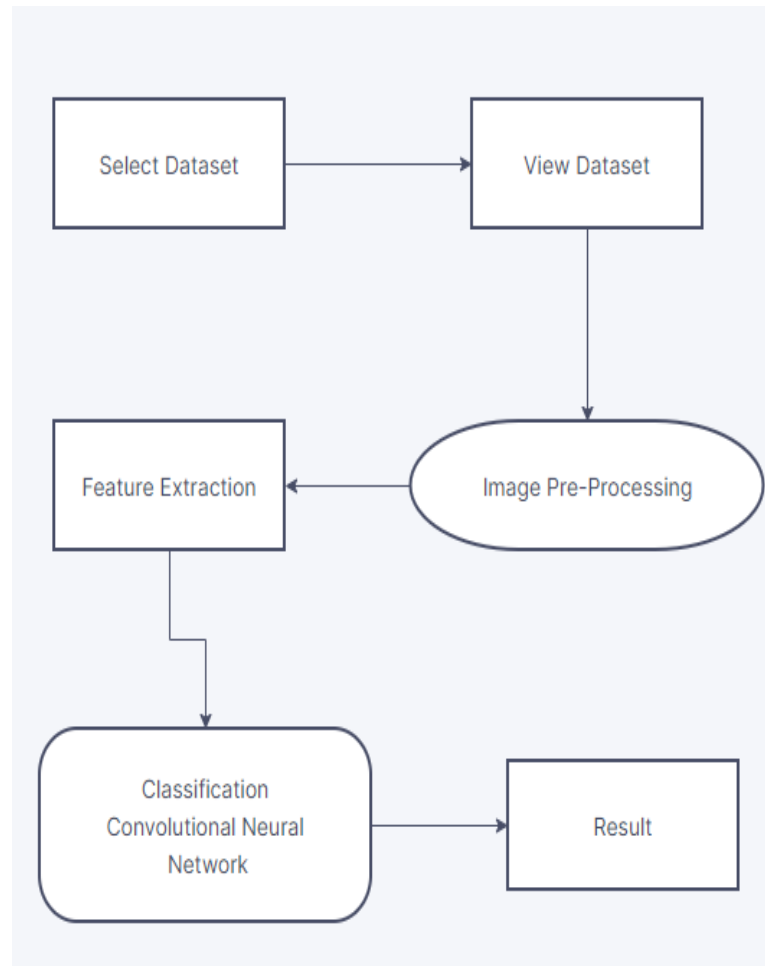 Select Dataset
View Dataset
Feature Extraction
Image Pre-Processing
Classification
Convolutional Neural
Network
Result